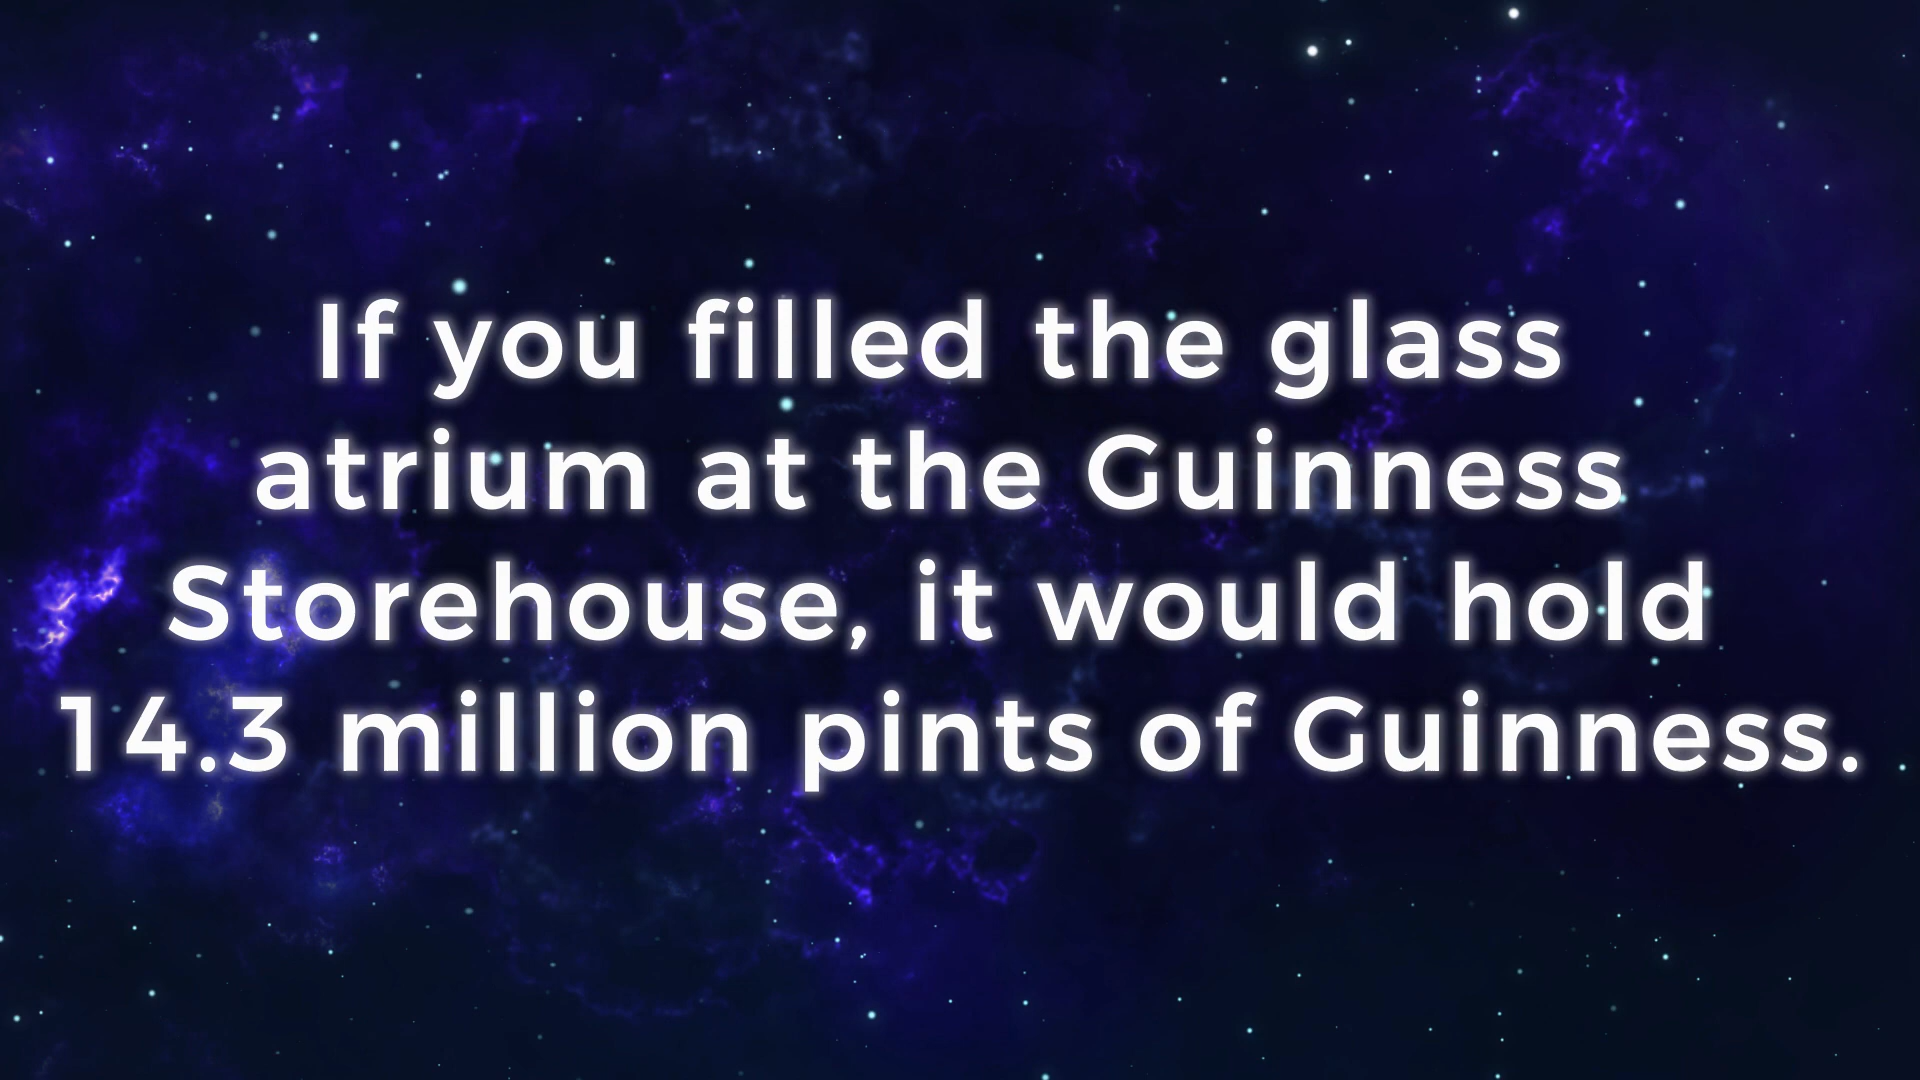 If you filled the glass
atrium at the Guinness
Storehouse, it would hold
14.3 million pints of Guinness.